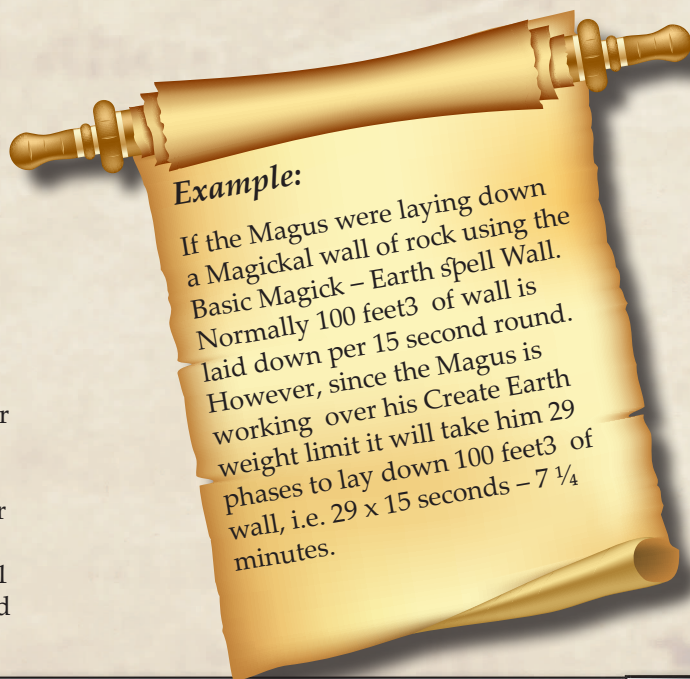 Example:
If the Magus were laying down
a Magickal wall of rock using the
Basic Magick – Earth spell Wall.
Normally 100 feet3 of wall is
laid down per 15 second round.
However, since the Magus is
working over his Create Earth
weight limit it will take him 29
phases to lay down 100 feet3 of
wall, i.e. 29 x 15 seconds – 7 ¼
minutes.
r
r
l
d